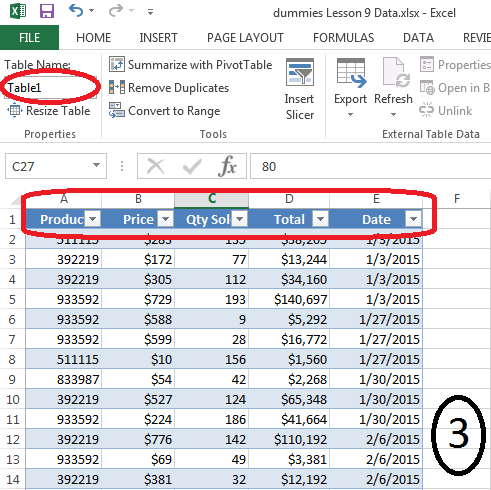 dummies Lesson 9 Data.xlsx - Excel
FILE HOME INSERT PAGE LAYOUT FORMULAS DATA REVIE
Table Name: Summarize with PivotTable Properties
Table1 Remove Duplicates Insert Slicer Export Refresh Open in B
Resize Table Convert to Range Unlink
Properties Tools External Table Data
C27 fx 80
A B C D E F
1 Produc Price Qty Sol Total Date
2 511115 $283 135 $38,205 1/3/2015
3 392219 $172 77 $13,244 1/3/2015
4 392219 $305 112 $34,160 1/3/2015
5 933592 $729 193 $140,697 1/3/2015
6 933592 $588 9 $5,292 1/27/2015
7 933592 $599 28 $16,772 1/27/2015
8 511115 $10 156 $1,560 1/27/2015
9 833987 $54 42 $2,268 1/30/2015
10 392219 $527 124 $65,348 1/30/2015
11 933592 $224 186 $41,664 1/30/2015
12 392219 $776 142 $110,192 2/6/2015
13 933592 $69 49 $3,381 2/6/2015
14 392219 $381 32 $12,192 2/6/2015
3